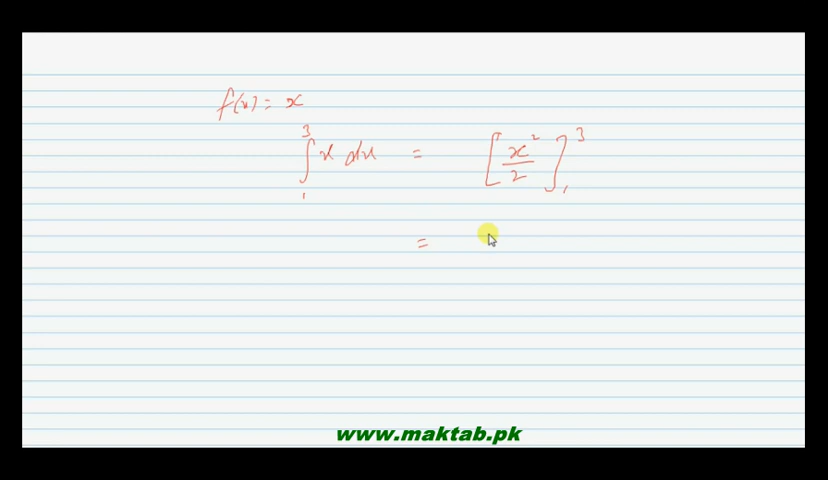 f(x) = x
∫₁³ x dx = [x²/2]₁³
=
www.maktab.pk